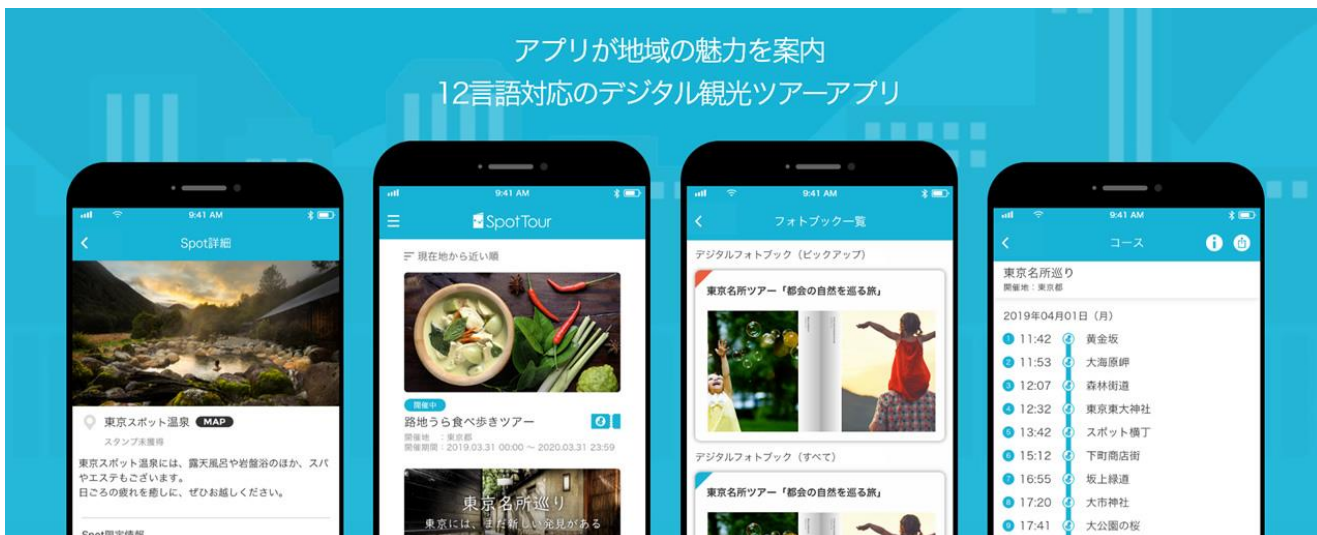 アプリが地域の魅力を案内
12言語対応のデジタル観光ツアーアプリ
9:41 AM
Spot詳細
東京スポット温泉 MAP
スタンプ未獲得
東京スポット温泉には、露天風呂や岩盤浴のほか、スパ
やエステもございます。
日ごろの疲れを癒しに、ぜひお越しください。
Spot限定情報
9:41 AM
SpotTour
現在地から近い順
開催中
路地うら食べ歩きツアー
開催地 :東京都
開催期間:2019.03.31 00:00 ~ 2020.03.31 23:59
東京名所巡り
東京には、まだ新しい発見がある
9:41 AM
フォトブック一覧
デジタルフォトブック(ピックアップ)
東京名所ツアー「都会の自然を巡る旅」
デジタルフォトブック(すべて)
東京名所ツアー「都会の自然を巡る旅」
9:41 AM
コース
東京名所巡り
開催地:東京都
2019年04月01日(月)
1 11:42 黄金坂
2 11:53 大海原岬
3 12:07 森林街道
4 12:32 東京東大神社
5 13:42 スポット横丁
6 15:12 下町商店街
7 16:55 坂上緑道
8 17:20 大市神社
9 17:41 大公園の桜